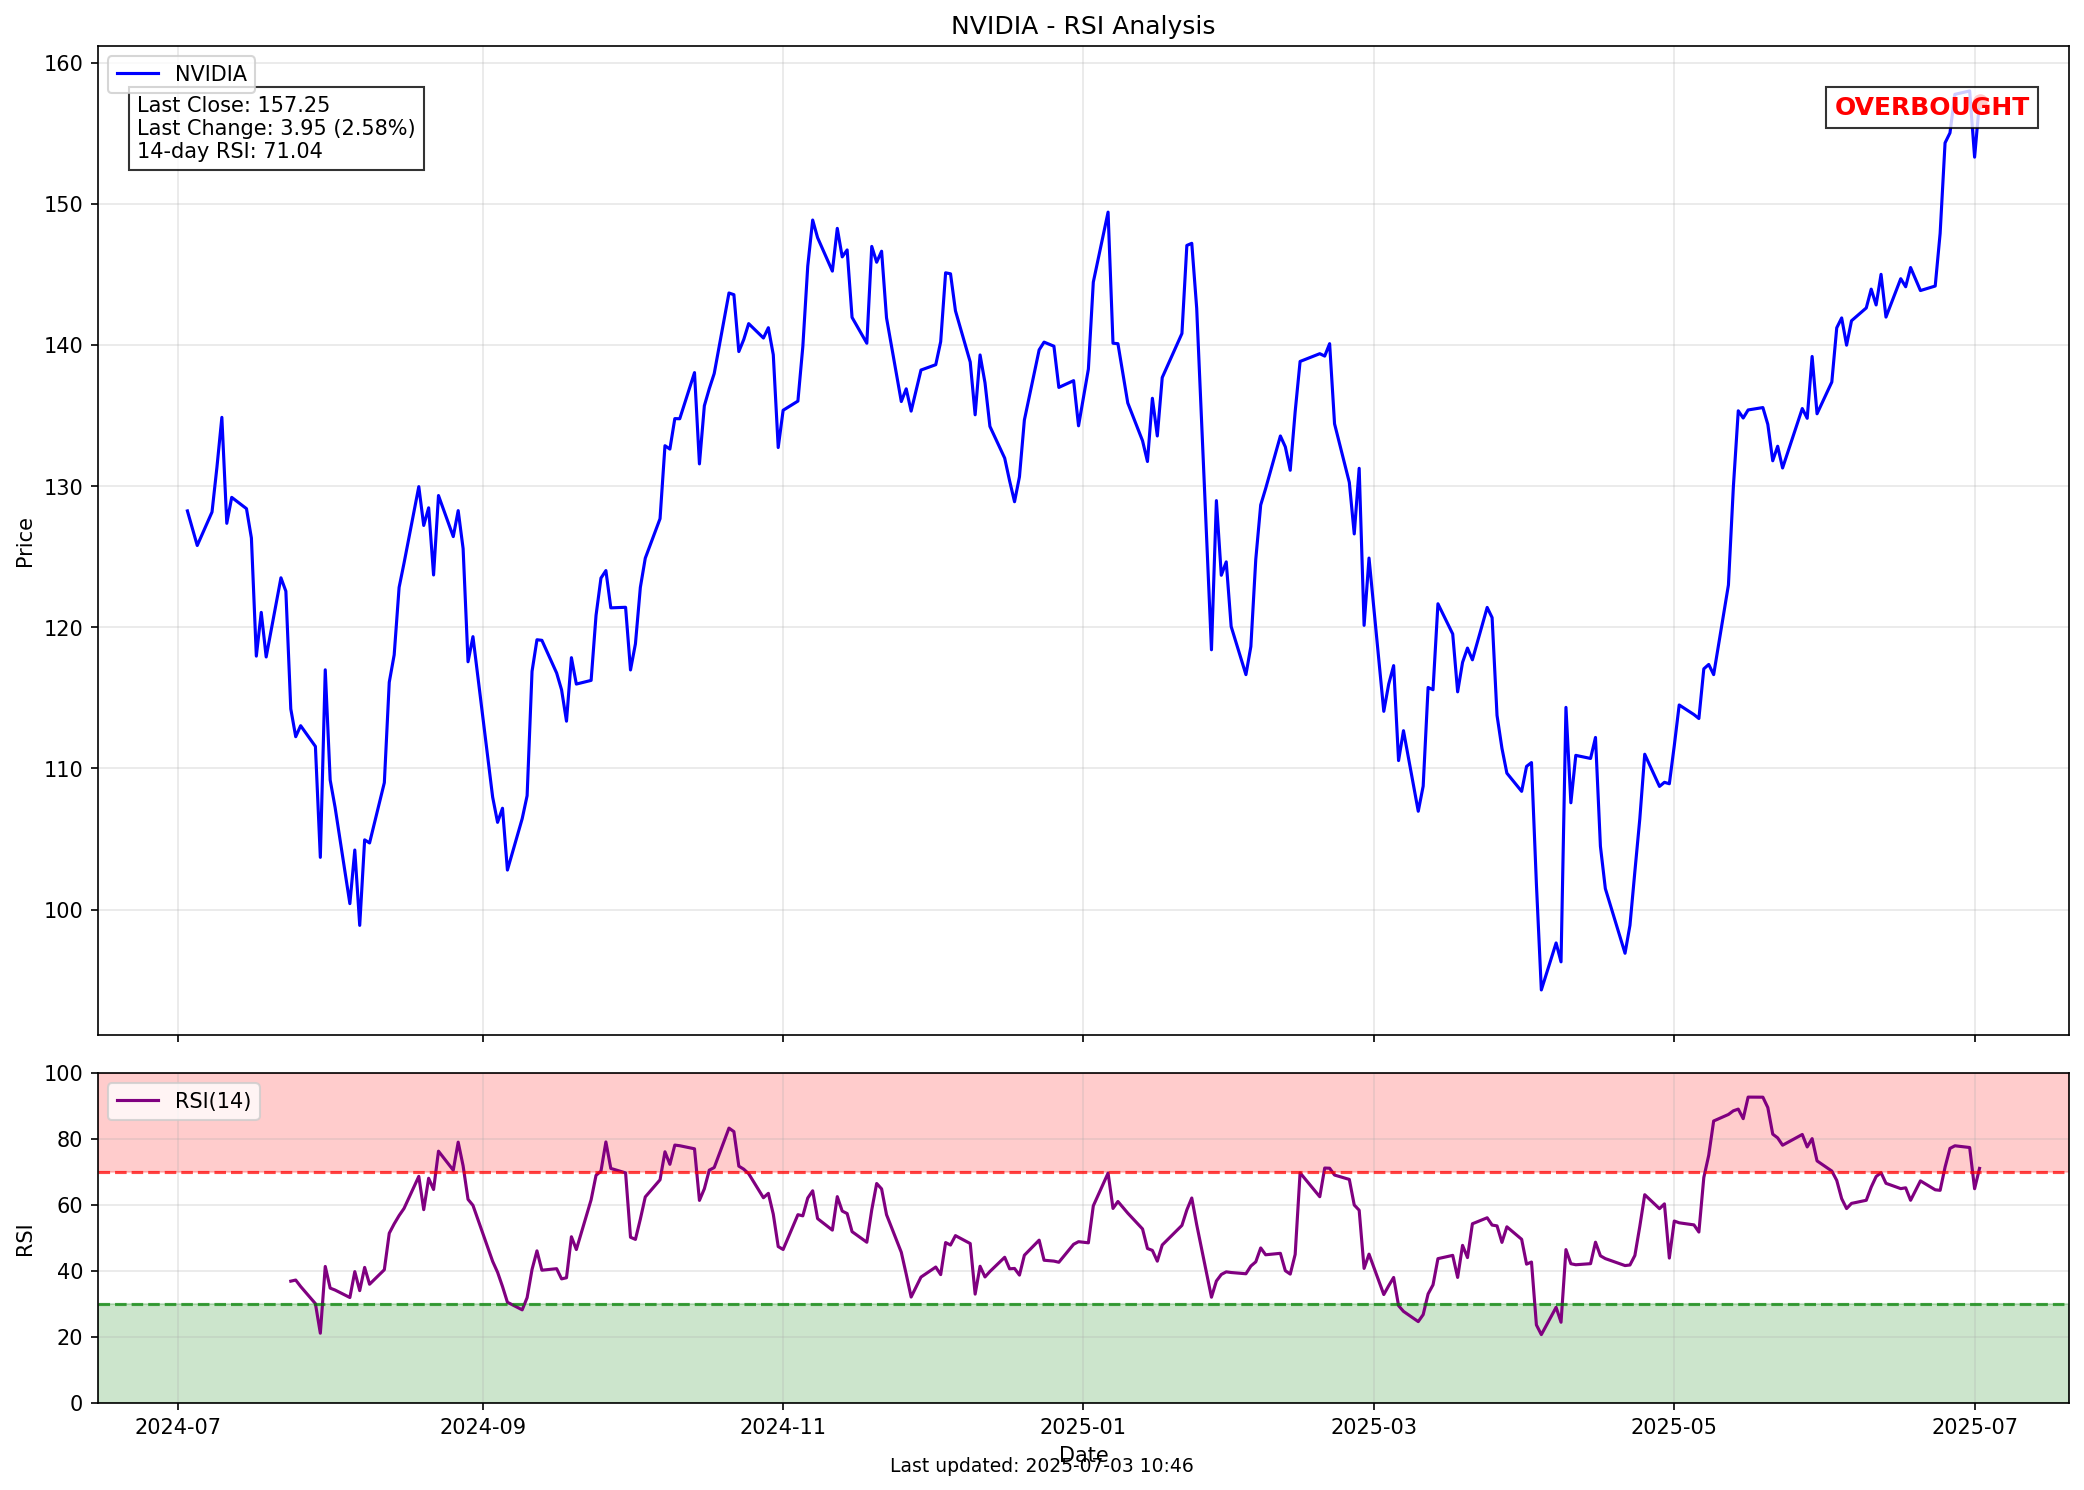 NVIDIA - RSI Analysis
NVIDIA
Last Close: 157.25
Last Change: 3.95 (2.58%)
14-day RSI: 71.04
OVERBOUGHT
160
150
140
130
120
110
100
Price
RSI(14)
100
80
60
40
20
0
RSI
2024-07
2024-09
2024-11
2025-01
2025-03
2025-05
2025-07
Date
Last updated: 2025-07-03 10:46